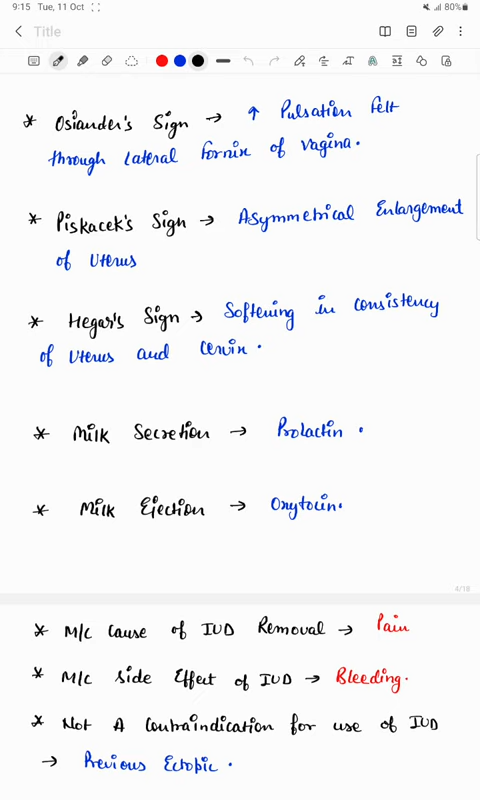 9:15 Tue, 11 Oct 80%
Title
* Osiander's Sign → ↑ Pulsation felt
through lateral fornix of vagina.
* Piskacek's Sign → Asymmetrical Enlargement
of Uterus
* Hegar's Sign → Softening in consistency
of Uterus and Cervix.
* Milk Secretion → Prolactin.
* Milk Ejection → Oxytocin.
4/18
* M/c Cause of IUD Removal → Pain
* M/c side Effect of IUD → Bleeding.
* Not A Contraindication for use of IUD
→ Previous Ectopic.